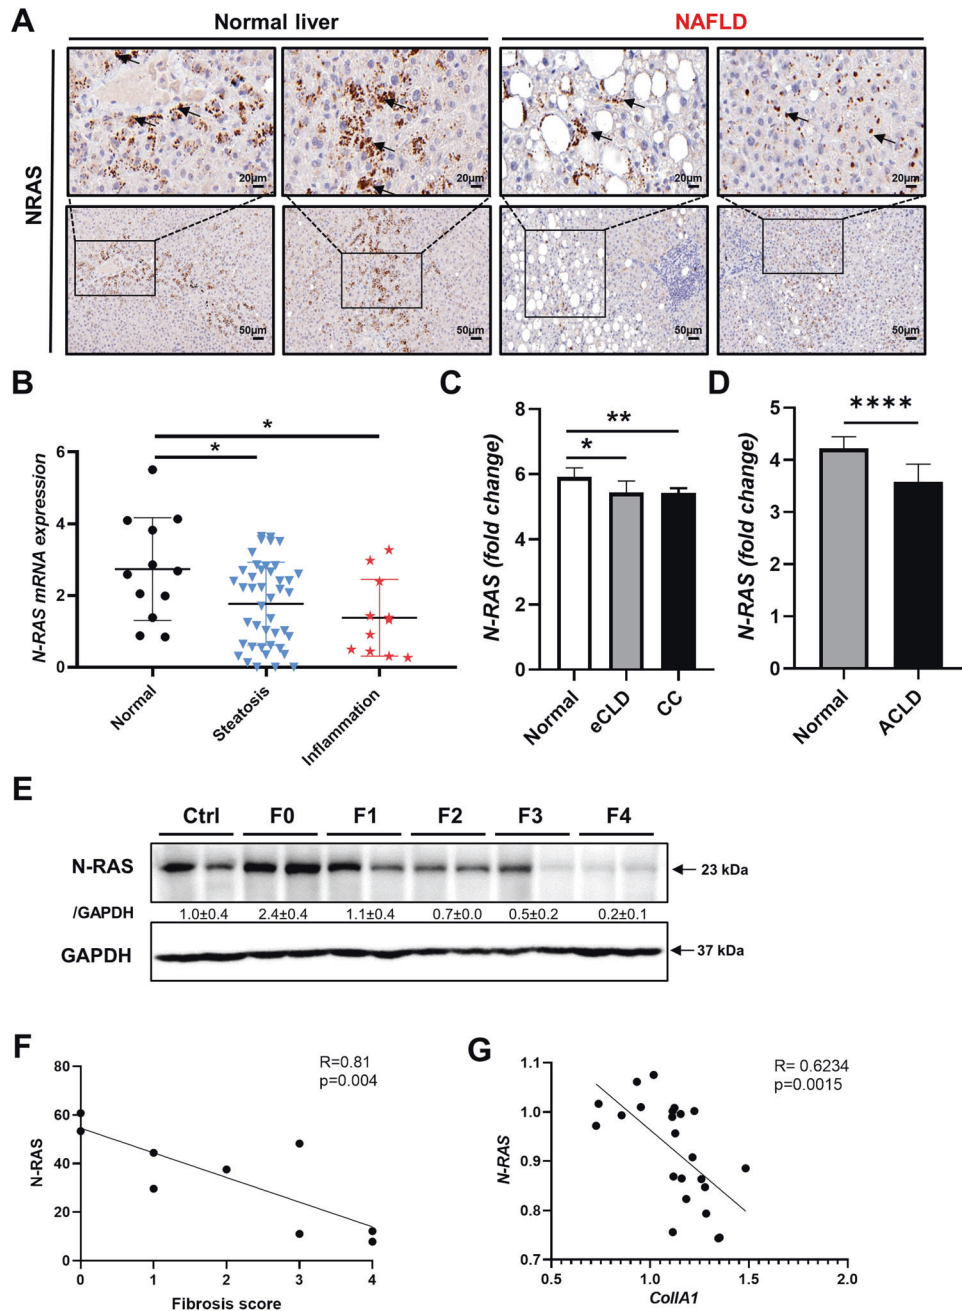 A
Normal liver
NAFLD
NRAS
20µm
20µm
20µm
20µm
50µm
50µm
50µm
50µm
B
N-RAS mRNA expression
6
4
2
0
*
*
Normal
Steatosis
Inflammation
C
N-RAS (fold change)
8
6
4
2
0
**
*
Normal
eCLD
CC
D
N-RAS (fold change)
5
4
3
2
1
0
****
Normal
ACLD
E
Ctrl F0 F1 F2 F3 F4
N-RAS
23 kDa
/GAPDH 1.0±0.4 2.4±0.4 1.1±0.4 0.7±0.0 0.5±0.2 0.2±0.1
GAPDH
37 kDa
F
R=0.81
p=0.004
N-RAS
80
60
40
20
0
0 1 2 3 4
Fibrosis score
G
R= 0.6234
p=0.0015
N-RAS
1.1
1.0
0.9
0.8
0.7
0.5 1.0 1.5 2.0
CollA1